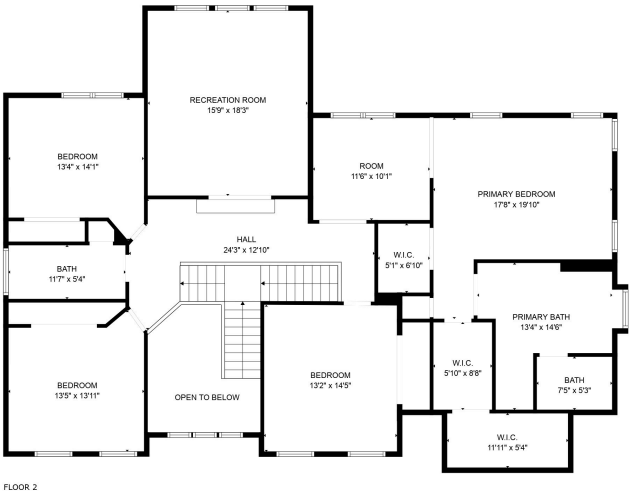 RECREATION ROOM
15'9" x 18'3"
BEDROOM
13'4" x 14'1"
ROOM
11'6" x 10'1"
PRIMARY BEDROOM
17'8" x 19'10"
HALL
24'3" x 12'10"
W.I.C.
5'1" x 6'10"
BATH
11'7" x 5'4"
PRIMARY BATH
13'4" x 14'6"
W.I.C.
5'10" x 8'8"
BEDROOM
13'2" x 14'5"
BEDROOM
13'5" x 13'11"
BATH
7'5" x 5'3"
OPEN TO BELOW
W.I.C.
11'11" x 5'4"
FLOOR 2